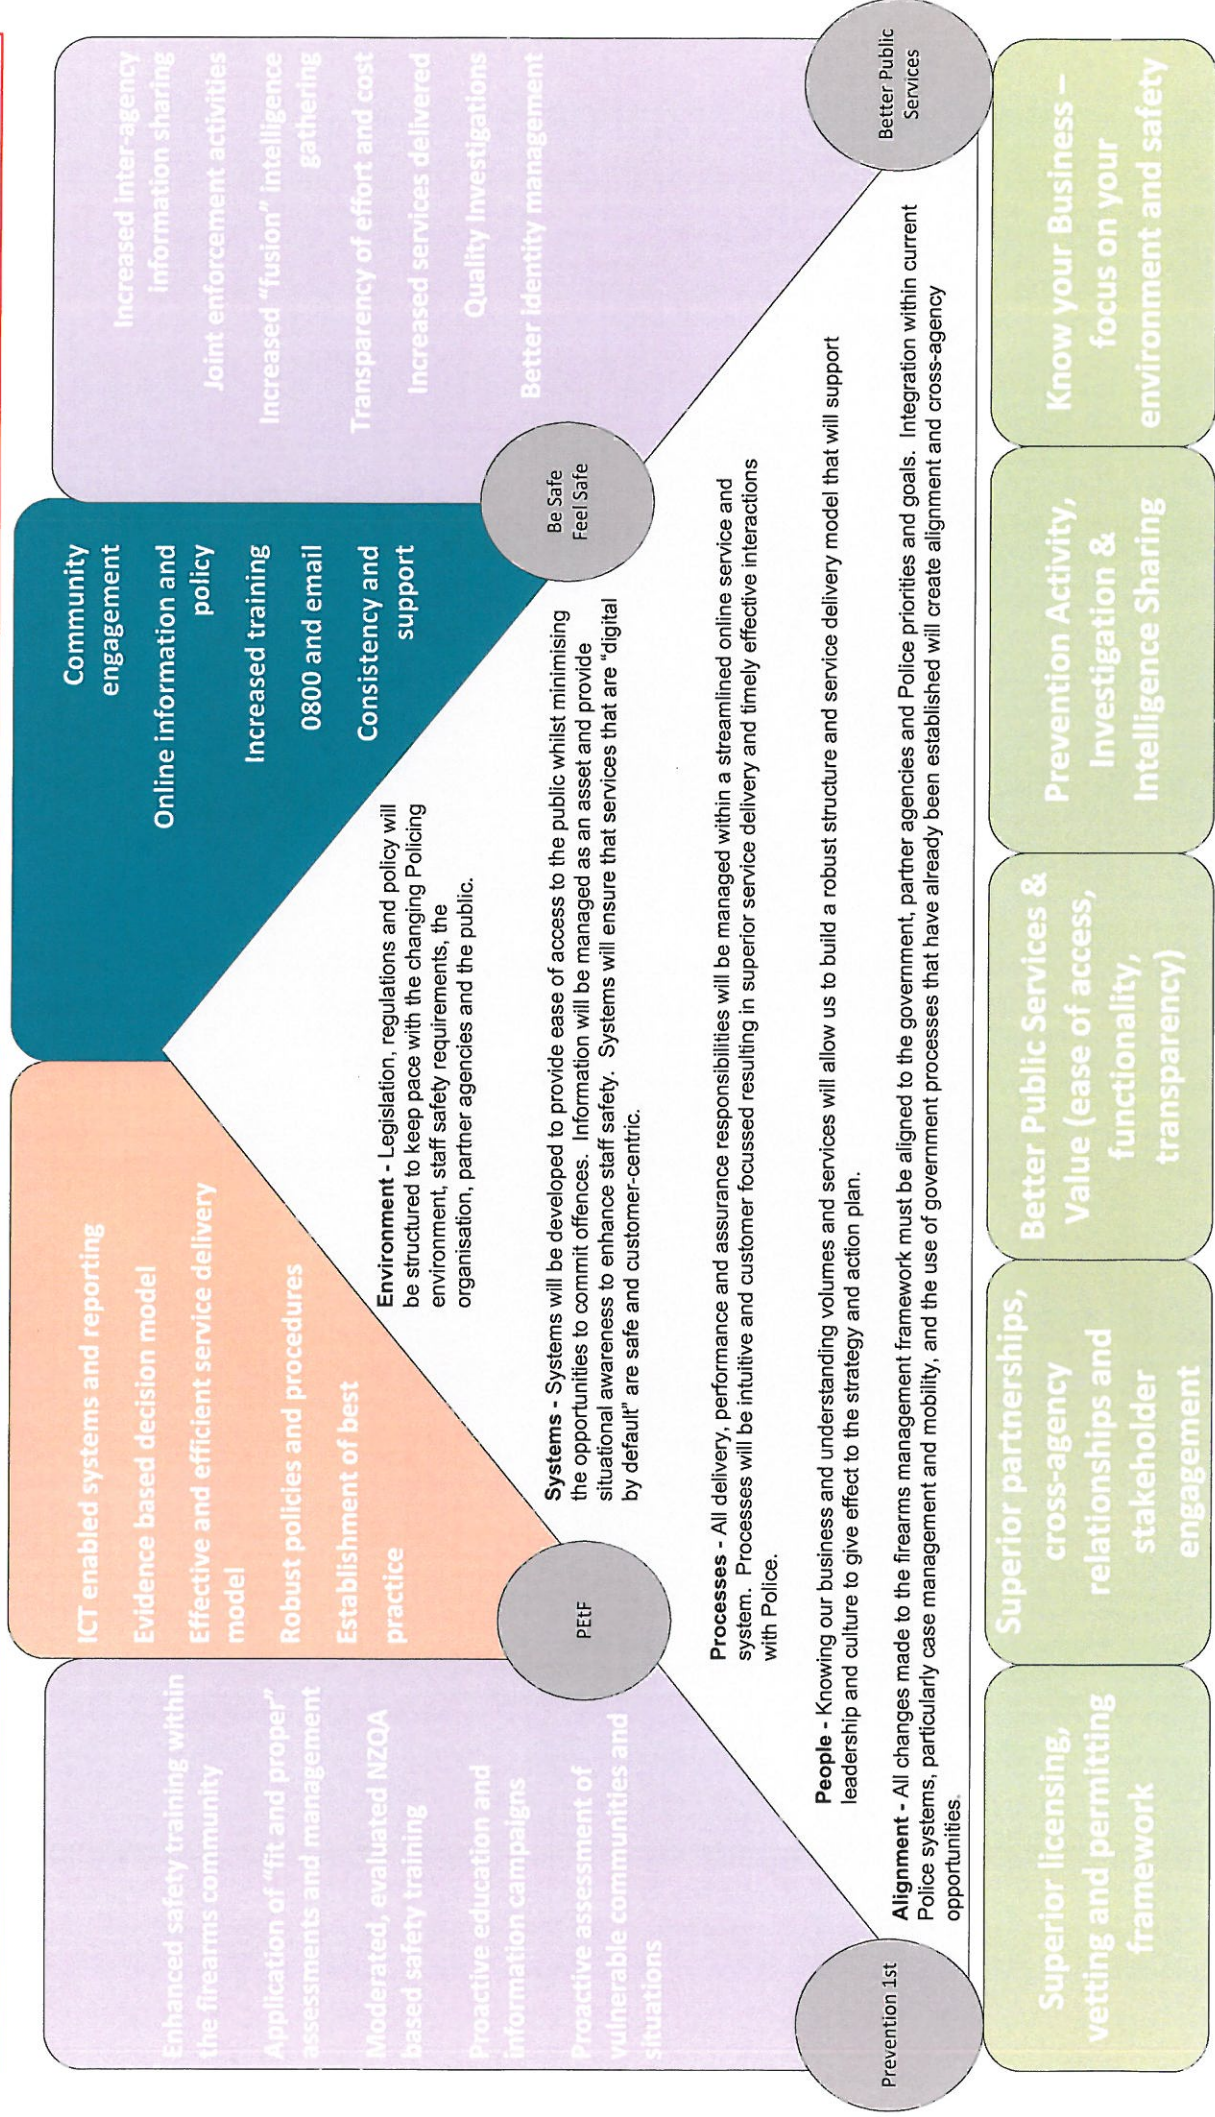 Enhanced safety training within
the firearms community
Application of "fit and proper"
assessments and management
Moderated, evaluated NZQA
based safety training
Proactive education and
information campaigns
Proactive assessment of
vulnerable communities and
situations
ICT enabled systems and reporting
Evidence based decision model
Effective and efficient service delivery
model
Robust policies and procedures
Establishment of best
practice
Community
engagement
Online information and
policy
Increased training
0800 and email
Consistency and
support
Increased inter-agency
information sharing
Joint enforcement activities
Increased "fusion" intelligence
gathering
Transparency of effort and cost
Increased services delivered
Quality Investigations
Better identity management
PEtF
Be Safe
Feel Safe
Prevention 1st
Better Public
Services
Environment - Legislation, regulations and policy will
be structured to keep pace with the changing Policing
environment, staff safety requirements, the
organisation, partner agencies and the public.
Systems - Systems will be developed to provide ease of access to the public whilst minimising
the opportunities to commit offences. Information will be managed as an asset and provide
situational awareness to enhance staff safety. Systems will ensure that services that are "digital
by default" are safe and customer-centric.
Processes - All delivery, performance and assurance responsibilities will be managed within a streamlined online service and
system. Processes will be intuitive and customer focussed resulting in superior service delivery and timely effective interactions
with Police.
People - Knowing our business and understanding volumes and services will allow us to build a robust structure and service delivery model that will support
leadership and culture to give effect to the strategy and action plan.
Alignment - All changes made to the firearms management framework must be aligned to the government, partner agencies and Police priorities and goals. Integration within current
Police systems, particularly case management and mobility, and the use of government processes that have already been established will create alignment and cross-agency
opportunities.
Superior licensing,
vetting and permitting
framework
Superior partnerships,
cross-agency
relationships and
stakeholder
engagement
Better Public Services &
Value (ease of access,
functionality,
transparency)
Prevention Activity,
Investigation &
Intelligence Sharing
Know your Business –
focus on your
environment and safety